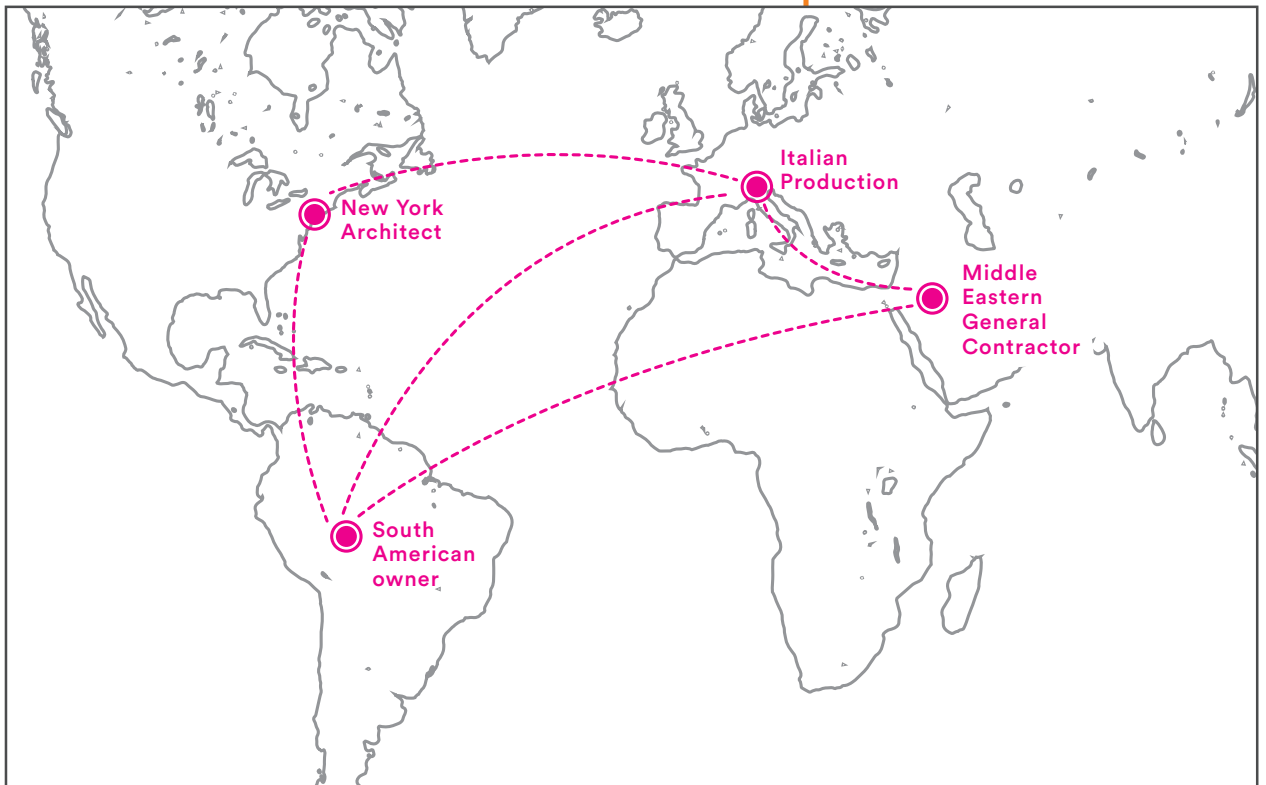 Italian
Production
New York
Architect
Middle
Eastern
General
Contractor
South
American
owner